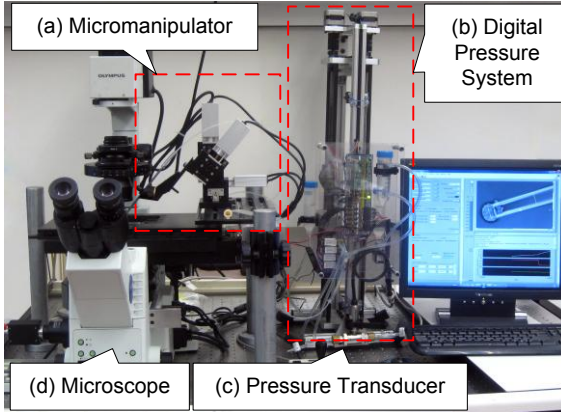 (a) Micromanipulator
(b) Digital
Pressure
System
OLYMPUS
(d) Microscope
(c) Pressure Transducer